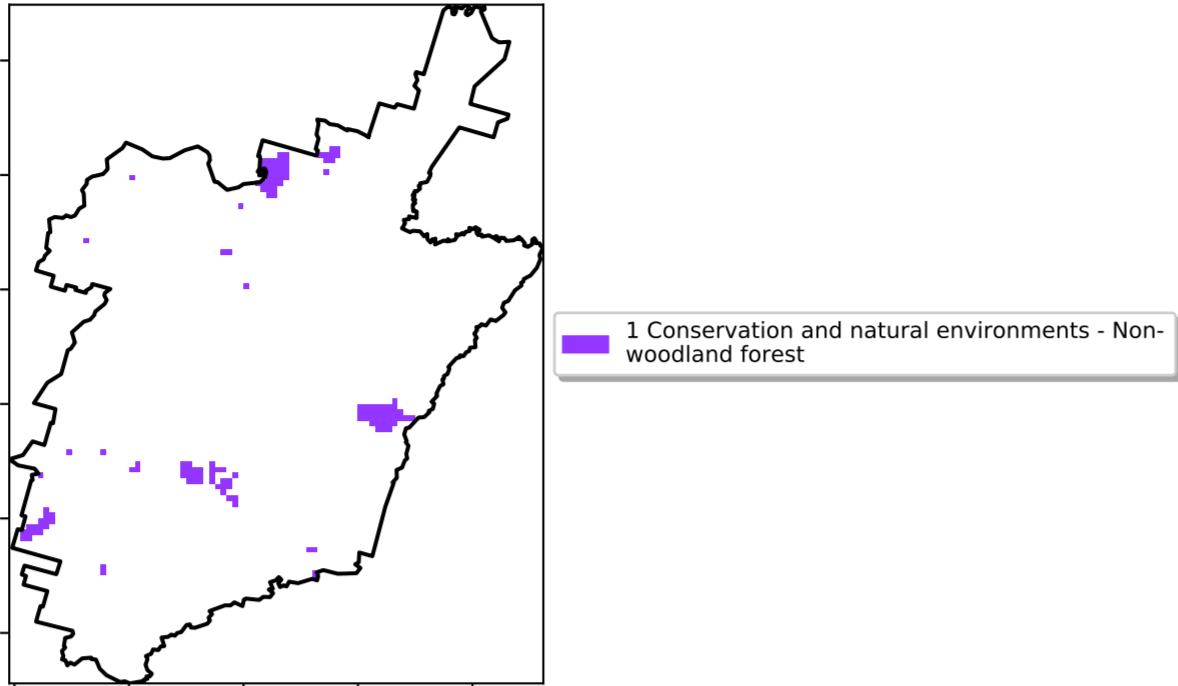 1 Conservation and natural environments - Non-
woodland forest